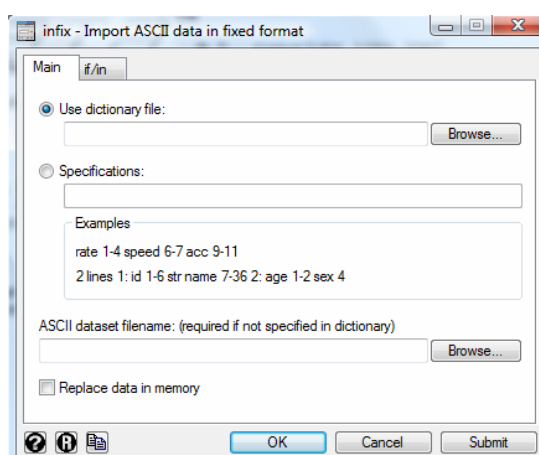 infix - Import ASCII data in fixed format
Main if/in
Use dictionary file:
Browse...
Specifications:
Examples
rate 1-4 speed 6-7 acc 9-11
2 lines 1: id 1-6 str name 7-36 2: age 1-2 sex 4
ASCII dataset filename: (required if not specified in dictionary)
Browse...
Replace data in memory
? R OK Cancel Submit